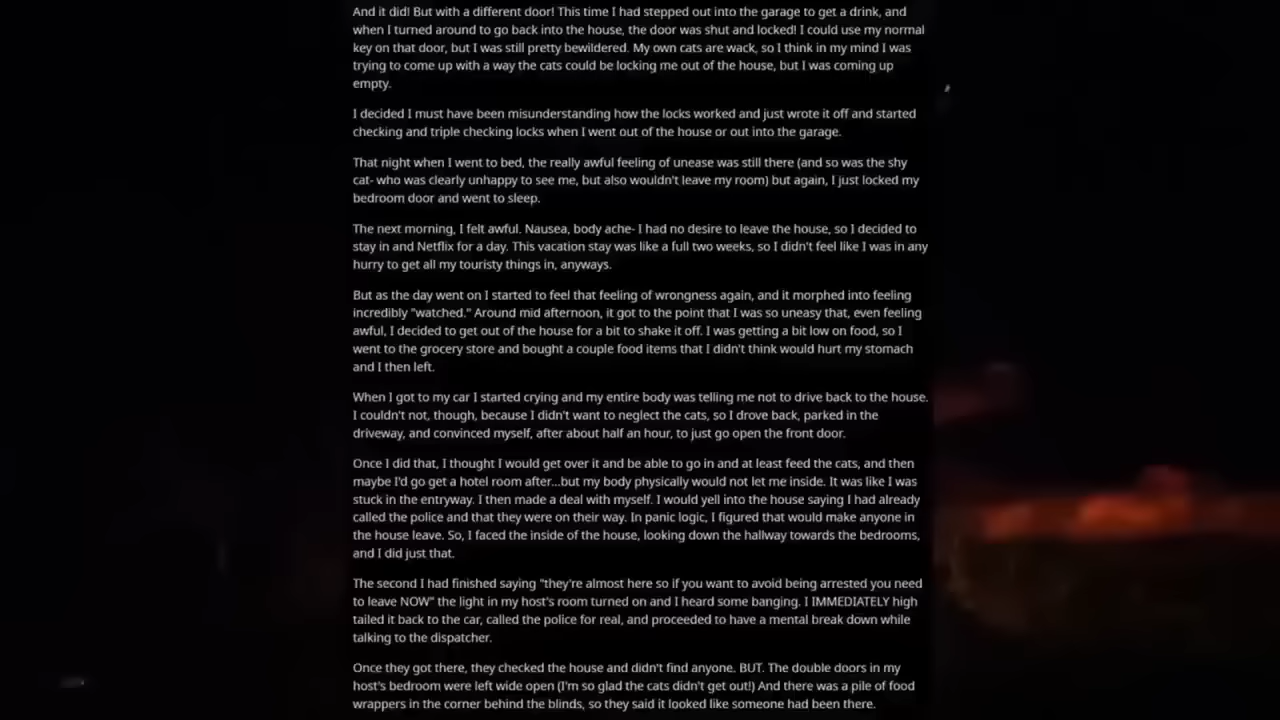 And it did! But with a different door! This time I had stepped out into the garage to get a drink, and
when I turned around to go back into the house, the door was shut and locked! I could use my normal
key on that door, but I was still pretty bewildered. My own cats are wack, so I think in my mind I was
trying to come up with a way the cats could be locking me out of the house, but I was coming up
empty.
I decided I must have been misunderstanding how the locks worked and just wrote it off and started
checking and triple checking locks when I went out of the house or out into the garage.
That night when I went to bed, the really awful feeling of unease was still there (and so was the shy
cat- who was clearly unhappy to see me, but also wouldn't leave my room) but again, I just locked my
bedroom door and went to sleep.
The next morning, I felt awful. Nausea, body ache- I had no desire to leave the house, so I decided to
stay in and Netflix for a day. This vacation stay was like a full two weeks, so I didn't feel like I was in any
hurry to get all my touristy things in, anyways.
But as the day went on I started to feel that feeling of wrongness again, and it morphed into feeling
incredibly "watched." Around mid afternoon, it got to the point that I was so uneasy that, even feeling
awful, I decided to get out of the house for a bit to shake it off. I was getting a bit low on food, so I
went to the grocery store and bought a couple food items that I didn't think would hurt my stomach
and I then left.
When I got to my car I started crying and my entire body was telling me not to drive back to the house.
I couldn't not, though, because I didn't want to neglect the cats, so I drove back, parked in the
driveway, and convinced myself, after about half an hour, to just go open the front door.
Once I did that, I thought I would get over it and be able to go in and at least feed the cats, and then
maybe I'd go get a hotel room after...but my body physically would not let me inside. It was like I was
stuck in the entryway. I then made a deal with myself. I would yell into the house saying I had already
called the police and that they were on their way. In panic logic, I figured that would make anyone in
the house leave. So, I faced the inside of the house, looking down the hallway towards the bedrooms,
and I did just that.
The second I had finished saying "they're almost here so if you want to avoid being arrested you need
to leave NOW" the light in my host's room turned on and I heard some banging. I IMMEDIATELY high
tailed it back to the car, called the police for real, and proceeded to have a mental break down while
talking to the dispatcher.
Once they got there, they checked the house and didn't find anyone. BUT. The double doors in my
host's bedroom were left wide open (I'm so glad the cats didn't get out!) And there was a pile of food
wrappers in the corner behind the blinds, so they said it looked like someone had been there.